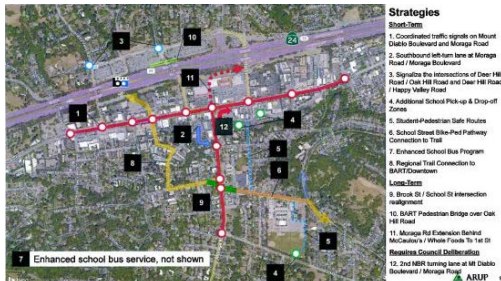 Strategies
Short-Term
1. Coordinated traffic signals on Mount
Diablo Boulevard and Moraga Road
2. Southbound left-turn lane at Moraga
Road / Moraga Boulevard
3. Signalize the intersections of Deer Hill
Road / Oak Hill Road and Deer Hill Road
/ Happy Valley Road
4. Additional School Pick-up & Drop-off
Zones
5. Student-Pedestrian Safe Routes
6. School Street Bike-Ped Pathway
Connection to Trail
7. Enhanced School Bus Program
8. Regional Trail Connection to
BART/Downtown
Long-Term
9. Brook St / School St intersection
realignment
10. BART Pedestrian Bridge over Oak
Hill Road
11. Moraga Rd Extension Behind
McCaulou's / Whole Foods To 1st St
Requires Council Deliberation
12. 2nd NBR turning lane at Mt Diablo
Boulevard / Moraga Road
ARUP
3
10
24
11
1
12
4
2
5
8
6
9
5
4
7 Enhanced school bus service, not shown